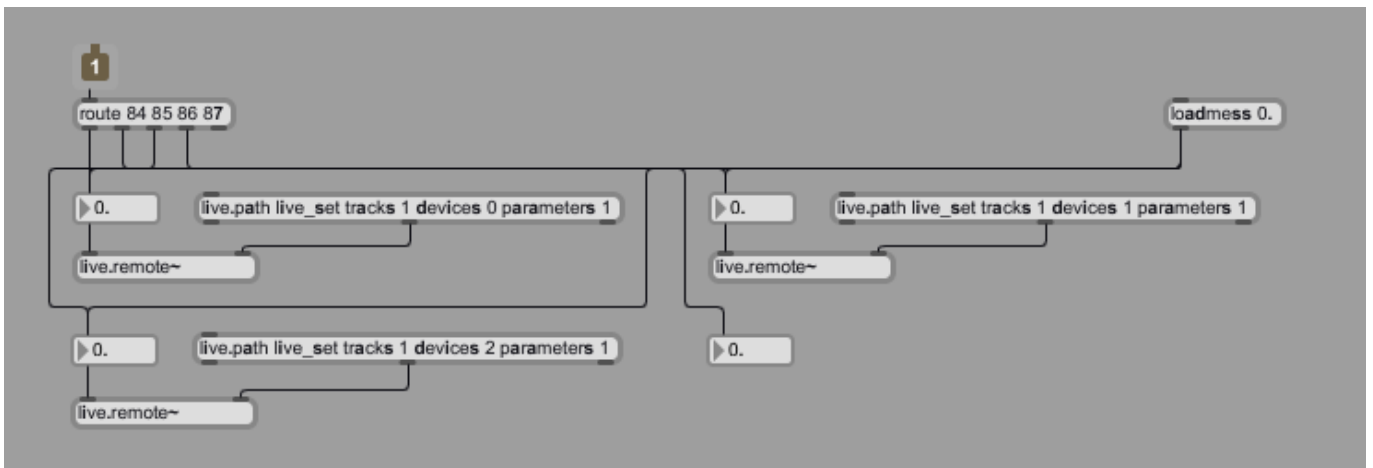 1
route 84 85 86 87
loadmess 0.
0.
live.path live_set tracks 1 devices 0 parameters 1
0.
live.path live_set tracks 1 devices 1 parameters 1
live.remote~
live.remote~
0.
live.path live_set tracks 1 devices 2 parameters 1
0.
live.remote~